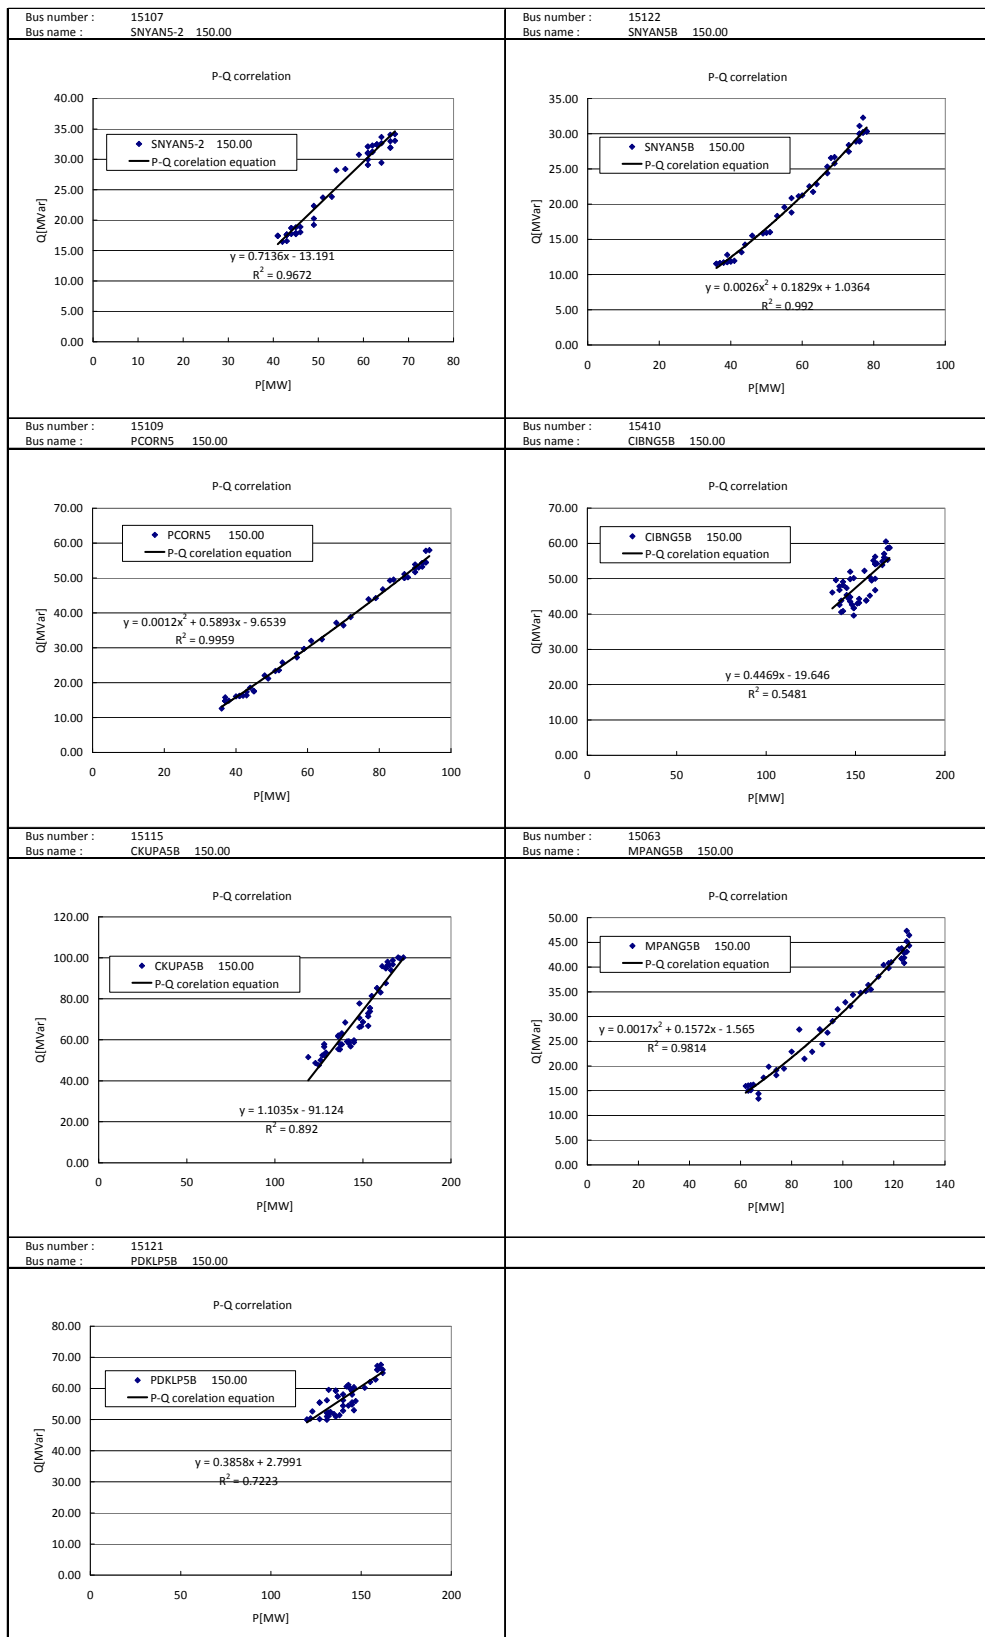 Bus number : 15107
Bus name : SNYAN5-2 150.00
P-Q correlation
40.00
35.00
30.00
25.00
20.00
15.00
10.00
5.00
0.00
Q[MVar]
SNYAN5-2 150.00
P-Q corelation equation
y = 0.7136x - 13.191
R² = 0.9672
0 10 20 30 40 50 60 70 80
P[MW]
Bus number : 15122
Bus name : SNYAN5B 150.00
P-Q correlation
35.00
30.00
25.00
20.00
15.00
10.00
5.00
0.00
Q[MVar]
SNYAN5B 150.00
P-Q corelation equation
y = 0.0026x² + 0.1829x + 1.0364
R² = 0.992
0 20 40 60 80 100
P[MW]
Bus number : 15109
Bus name : PCORN5 150.00
P-Q correlation
70.00
60.00
50.00
40.00
30.00
20.00
10.00
0.00
Q[MVar]
PCORN5 150.00
P-Q corelation equation
y = 0.0012x² + 0.5893x - 9.6539
R² = 0.9959
0 20 40 60 80 100
P[MW]
Bus number : 15410
Bus name : CIBNG5B 150.00
P-Q correlation
70.00
60.00
50.00
40.00
30.00
20.00
10.00
0.00
Q[MVar]
CIBNG5B 150.00
P-Q corelation equation
y = 0.4469x - 19.646
R² = 0.5481
0 50 100 150 200
P[MW]
Bus number : 15115
Bus name : CKUPA5B 150.00
P-Q correlation
120.00
100.00
80.00
60.00
40.00
20.00
0.00
Q[MVar]
CKUPA5B 150.00
P-Q corelation equation
y = 1.1035x - 91.124
R² = 0.892
0 50 100 150 200
P[MW]
Bus number : 15063
Bus name : MPANG5B 150.00
P-Q correlation
50.00
45.00
40.00
35.00
30.00
25.00
20.00
15.00
10.00
5.00
0.00
Q[MVar]
MPANG5B 150.00
P-Q corelation equation
y = 0.0017x² + 0.1572x - 1.565
R² = 0.9814
0 20 40 60 80 100 120 140
P[MW]
Bus number : 15121
Bus name : PDKLP5B 150.00
P-Q correlation
80.00
70.00
60.00
50.00
40.00
30.00
20.00
10.00
0.00
Q[MVar]
PDKLP5B 150.00
P-Q corelation equation
y = 0.3858x + 2.7991
R² = 0.7223
0 50 100 150 200
P[MW]